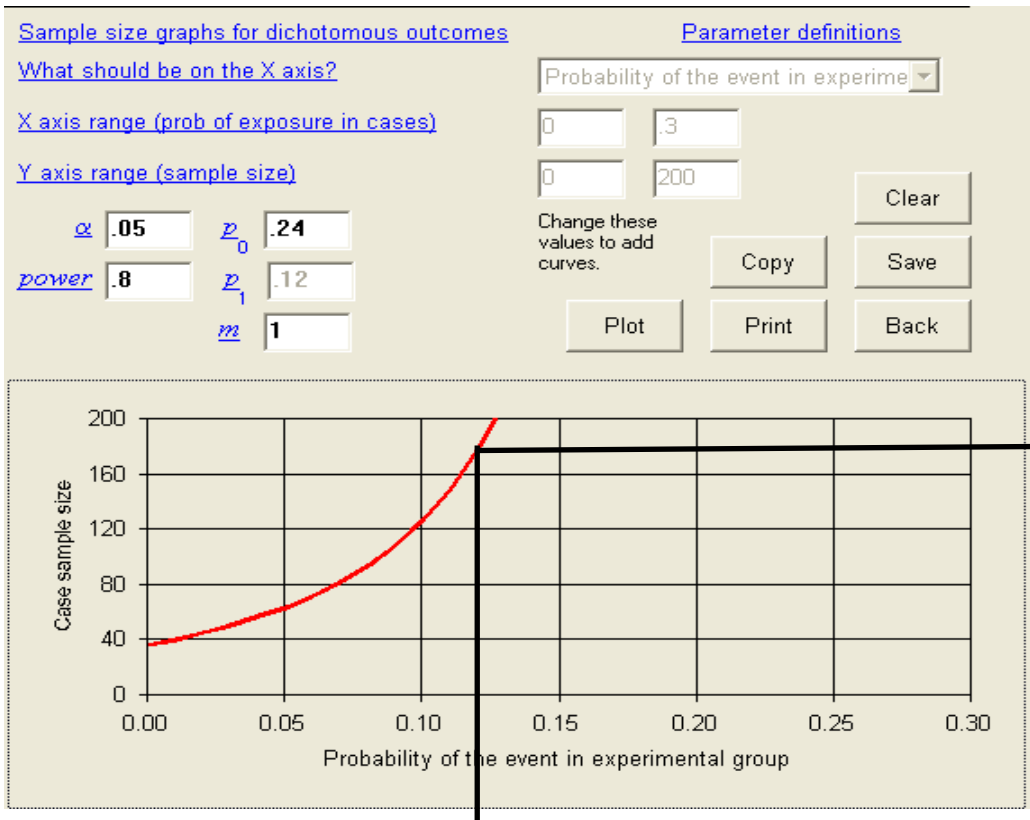 Sample size graphs for dichotomous outcomes
Parameter definitions
What should be on the X axis?
Probability of the event in experime
X axis range (prob of exposure in cases)
0 .3
Y axis range (sample size)
0 200
Clear
α .05 p0 .24
Change these
values to add
curves.
power .8 p1 .12
Copy Save
m 1
Plot Print Back
200
160
120
80
40
0
Case sample size
0.00 0.05 0.10 0.15 0.20 0.25 0.30
Probability of the event in experimental group